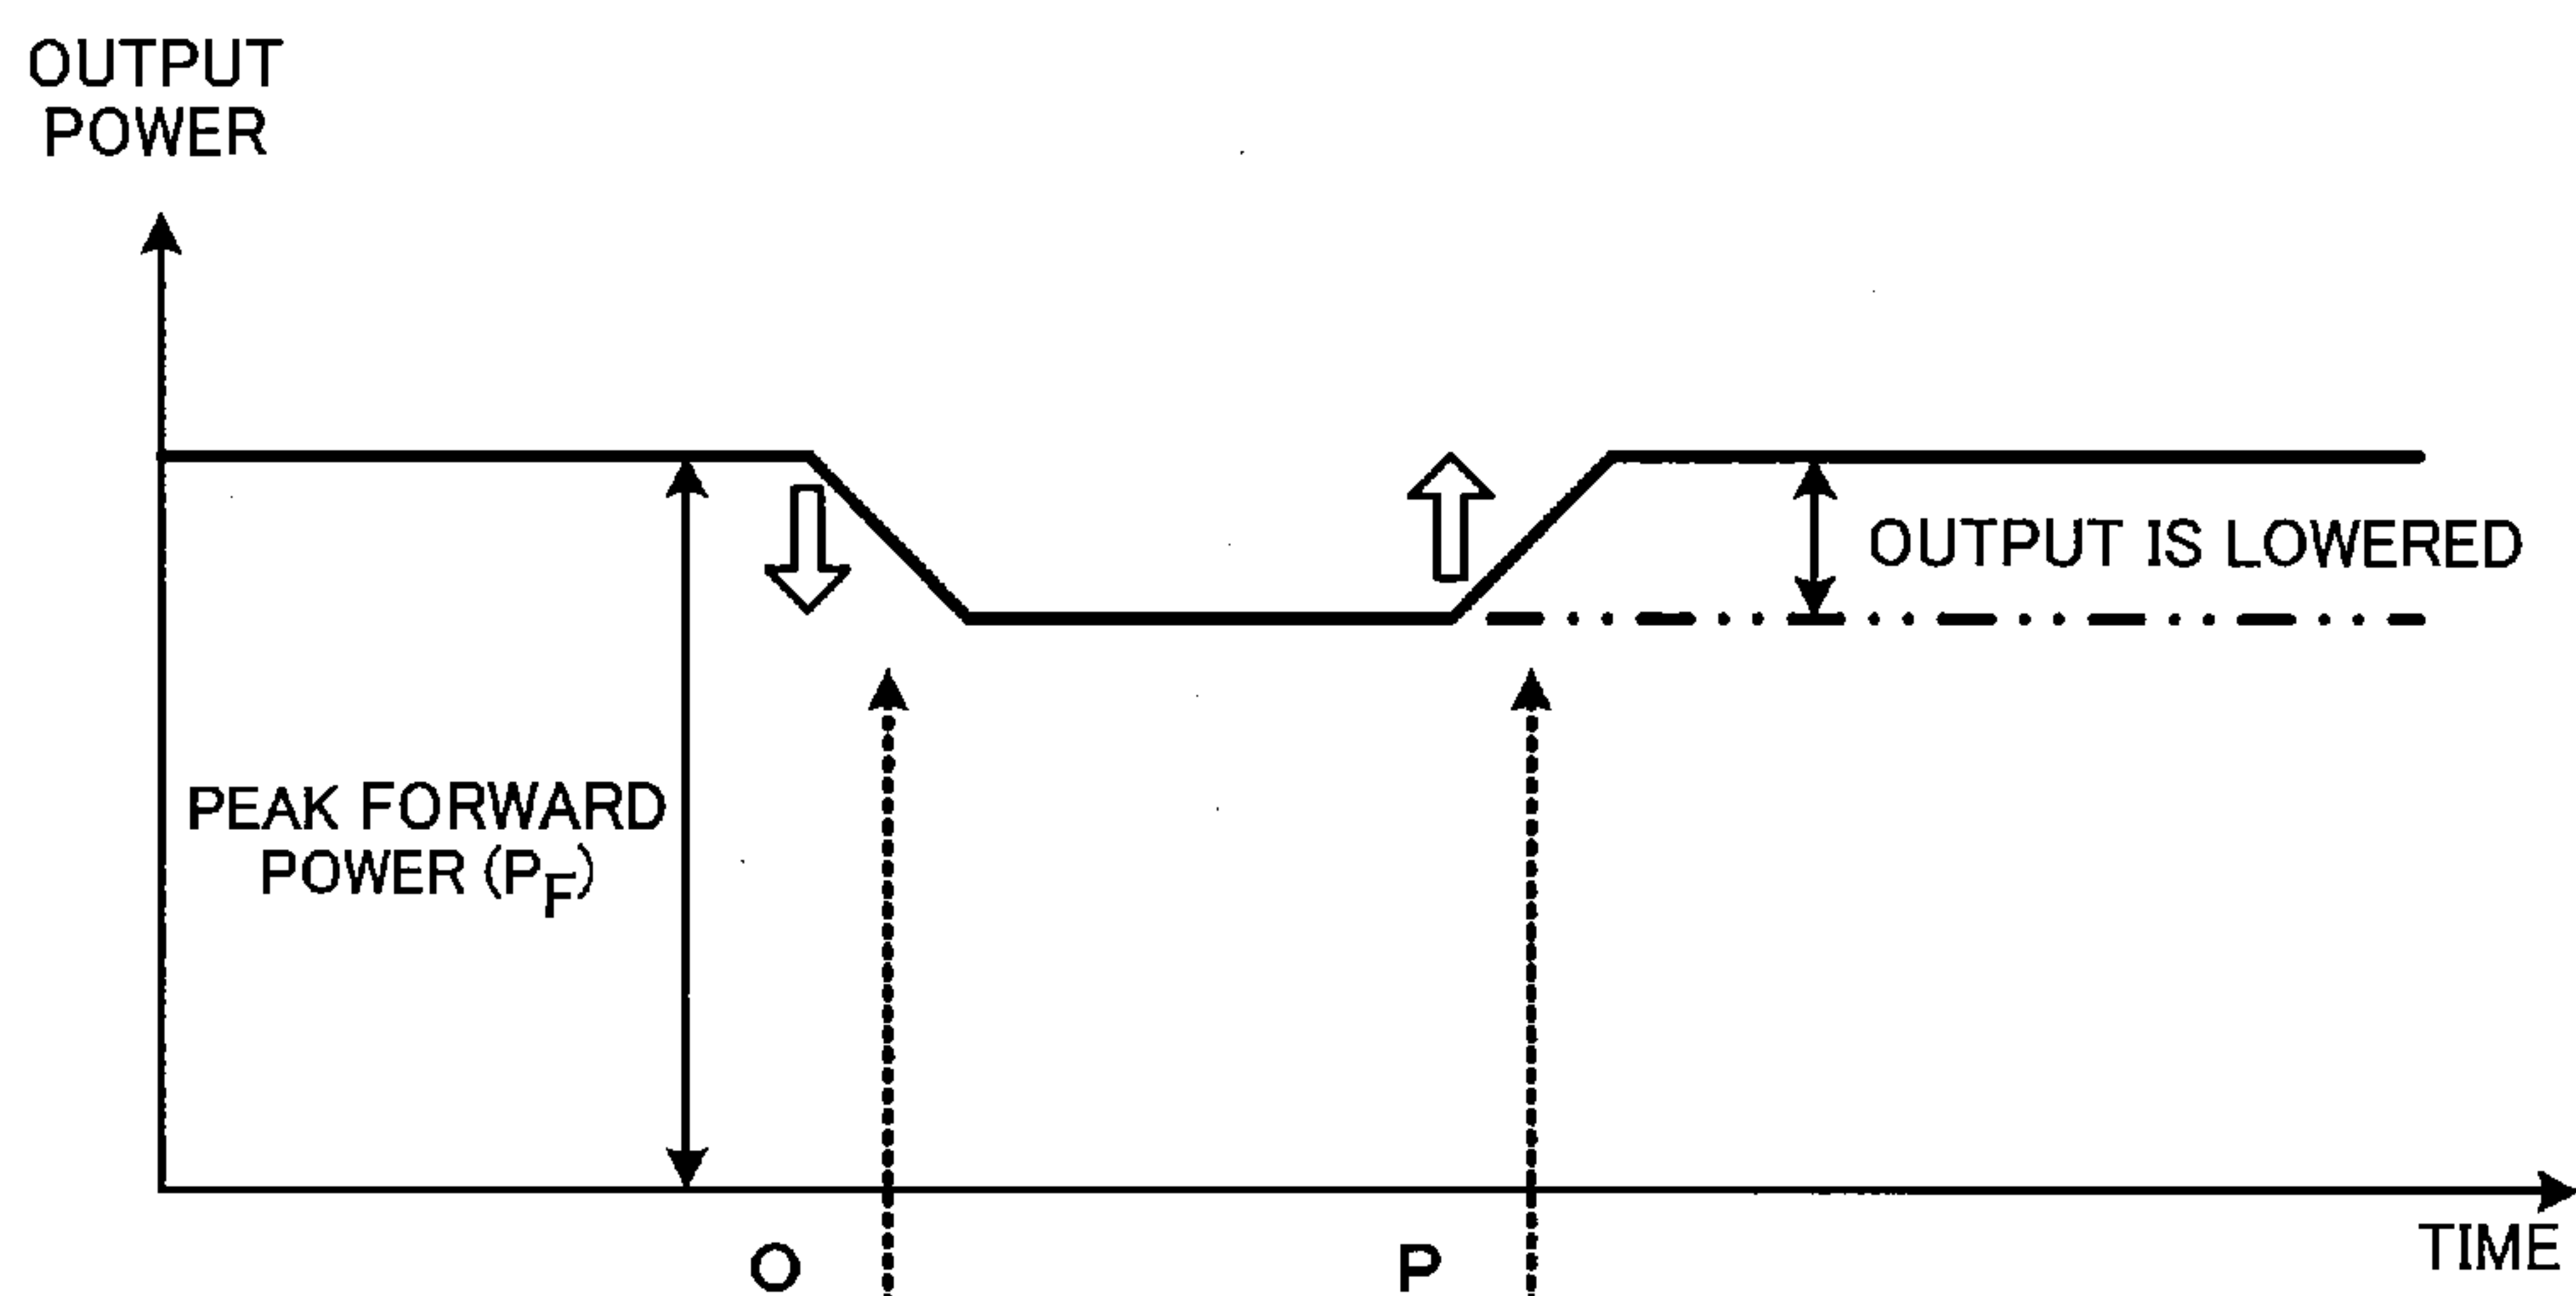 OUTPUT
POWER
OUTPUT IS LOWERED
PEAK FORWARD
POWER (PF)
O
P
TIME